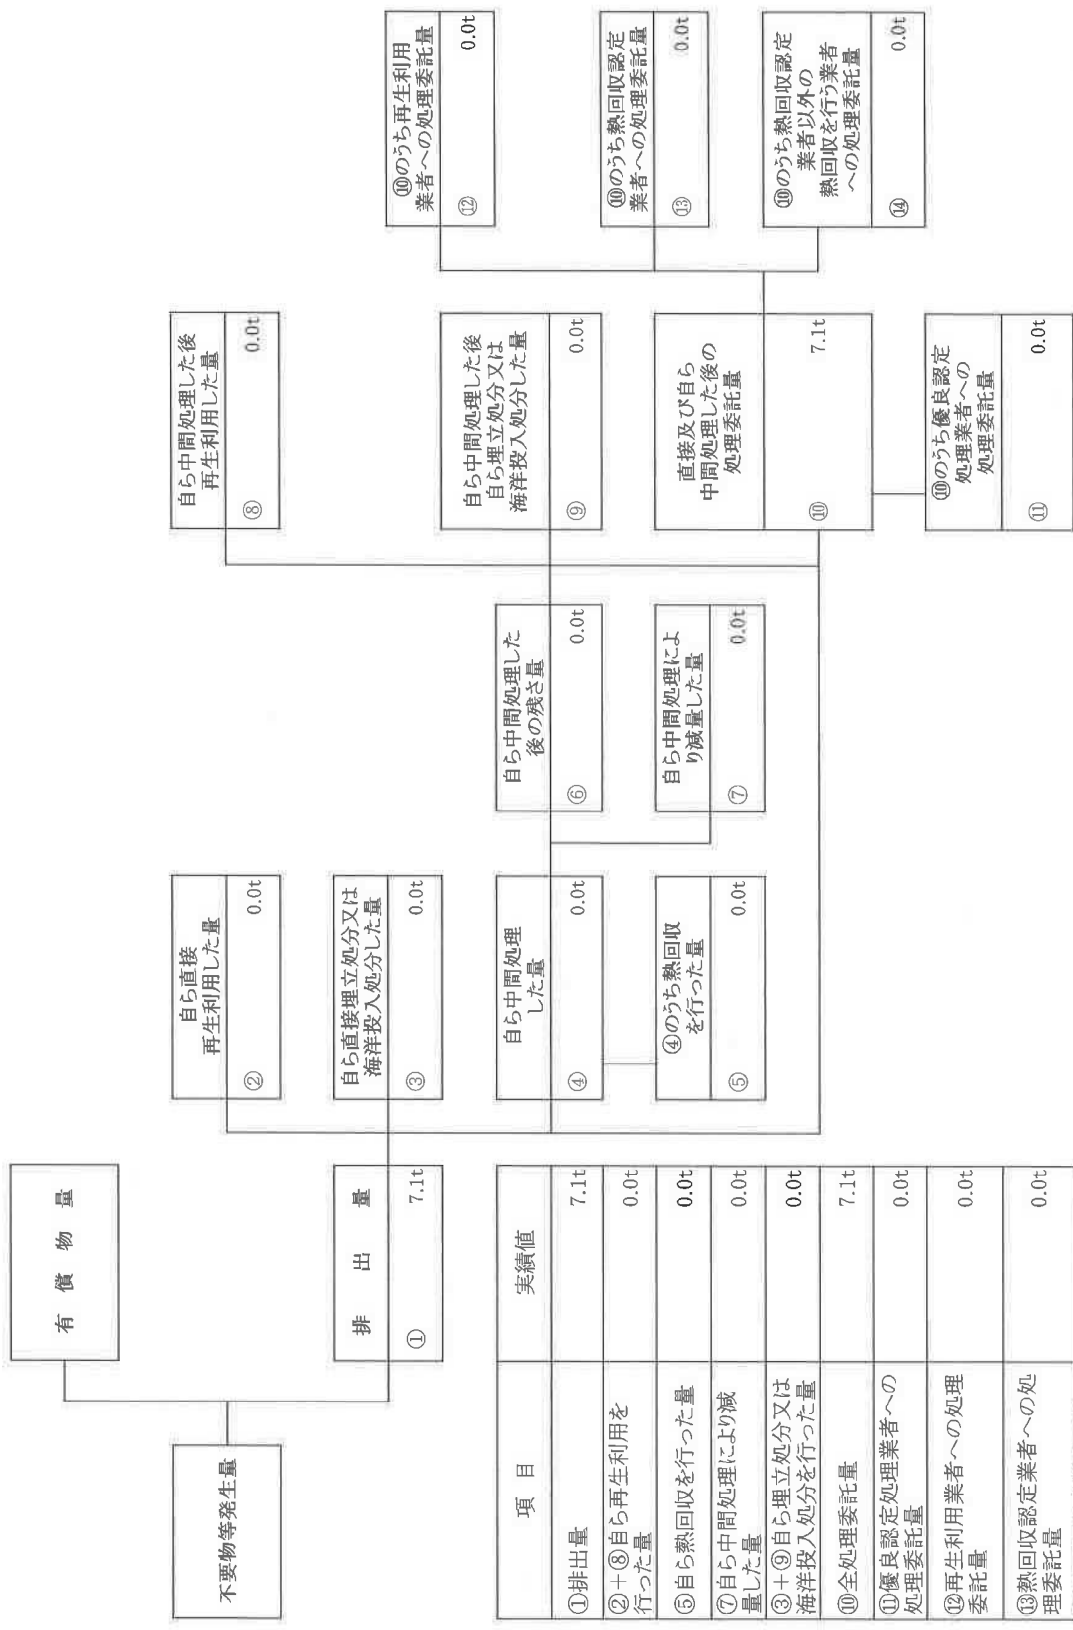 不要物等発生量
有 償 物 量
排 出 量
① 7.1t
自ら直接
再生利用した量
② 0.0t
自ら直接埋立処分又は
海洋投入処分した量
③ 0.0t
自ら中間処理
した量
④ 0.0t
④のうち熱回収
を行った量
⑤ 0.0t
自ら中間処理した
後の残さ量
⑥ 0.0t
自ら中間処理によ
り減量した量
⑦ 0.0t
自ら中間処理した後
再生利用した量
⑧ 0.0t
自ら中間処理した後
自ら埋立処分又は
海洋投入処分した量
⑨ 0.0t
直接及び自ら
中間処理した後の
処理委託量
⑩ 7.1t
⑩のうち優良認定
処理業者への
処理委託量
⑪ 0.0t
⑩のうち再生利用
業者への処理委託量
⑫ 0.0t
⑩のうち熱回収認定
業者への処理委託量
⑬ 0.0t
⑩のうち熱回収認定
業者以外の
熱回収を行う業者
への処理委託量
⑭ 0.0t
項 目 実績値
①排出量 7.1t
②+⑧自ら再生利用を
行った量 0.0t
⑤自ら熱回収を行った量 0.0t
⑦自ら中間処理により減
量した量 0.0t
③+⑨自ら埋立処分又は
海洋投入処分を行った量 0.0t
⑩全処理委託量 7.1t
⑪優良認定処理業者への
処理委託量 0.0t
⑫再生利用業者への処理
委託量 0.0t
⑬熱回収認定業者への処
理委託量 0.0t